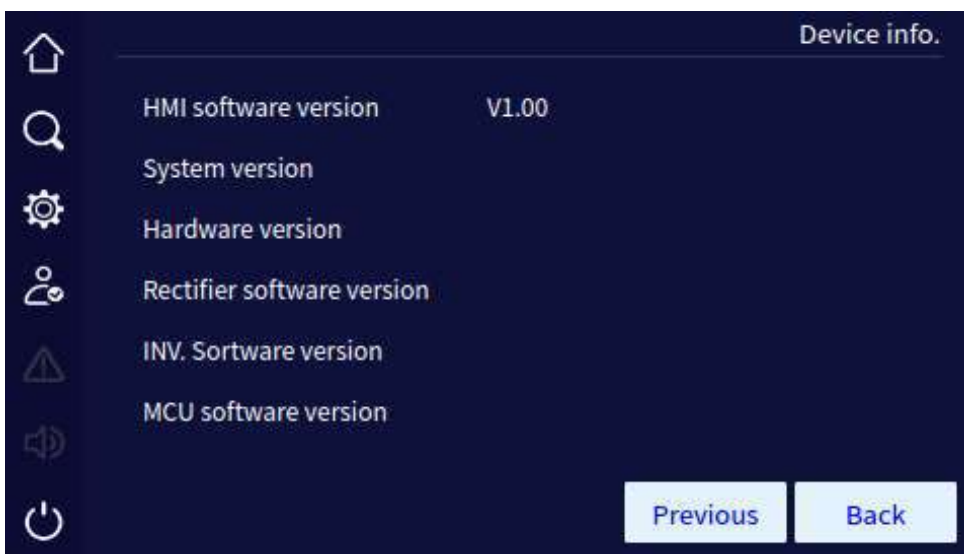 Device info.
HMI software version V1.00
System version
Hardware version
Rectifier software version
INV. Sortware version
MCU software version
Previous Back